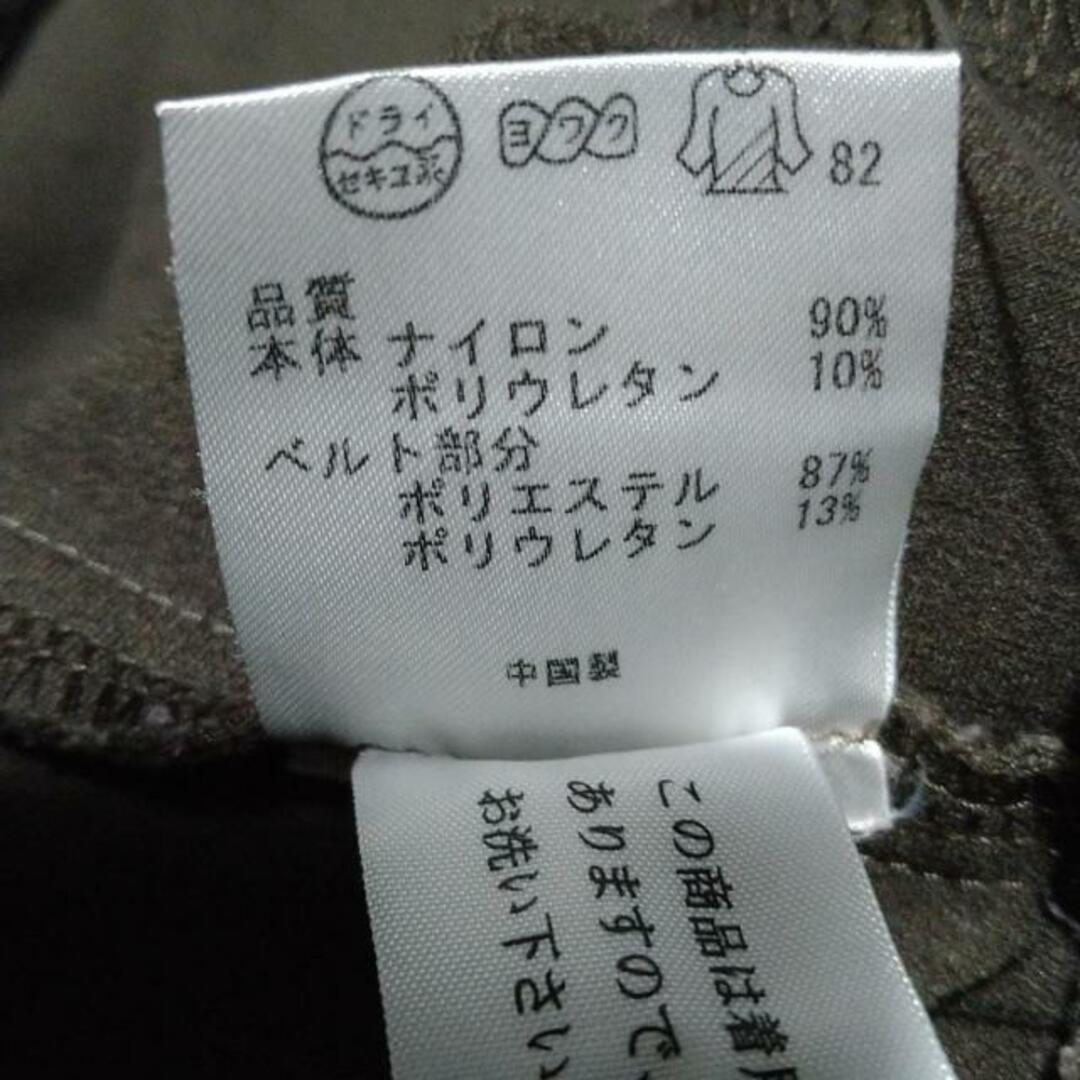 ドライ
セキユ系
ヨワク
82
品質
本体 ナイロン 90%
ポリウレタン 10%
ベルト部分
ポリエステル 87%
ポリウレタン 13%
中国製
この商品は着
ありますので
お洗い下さい